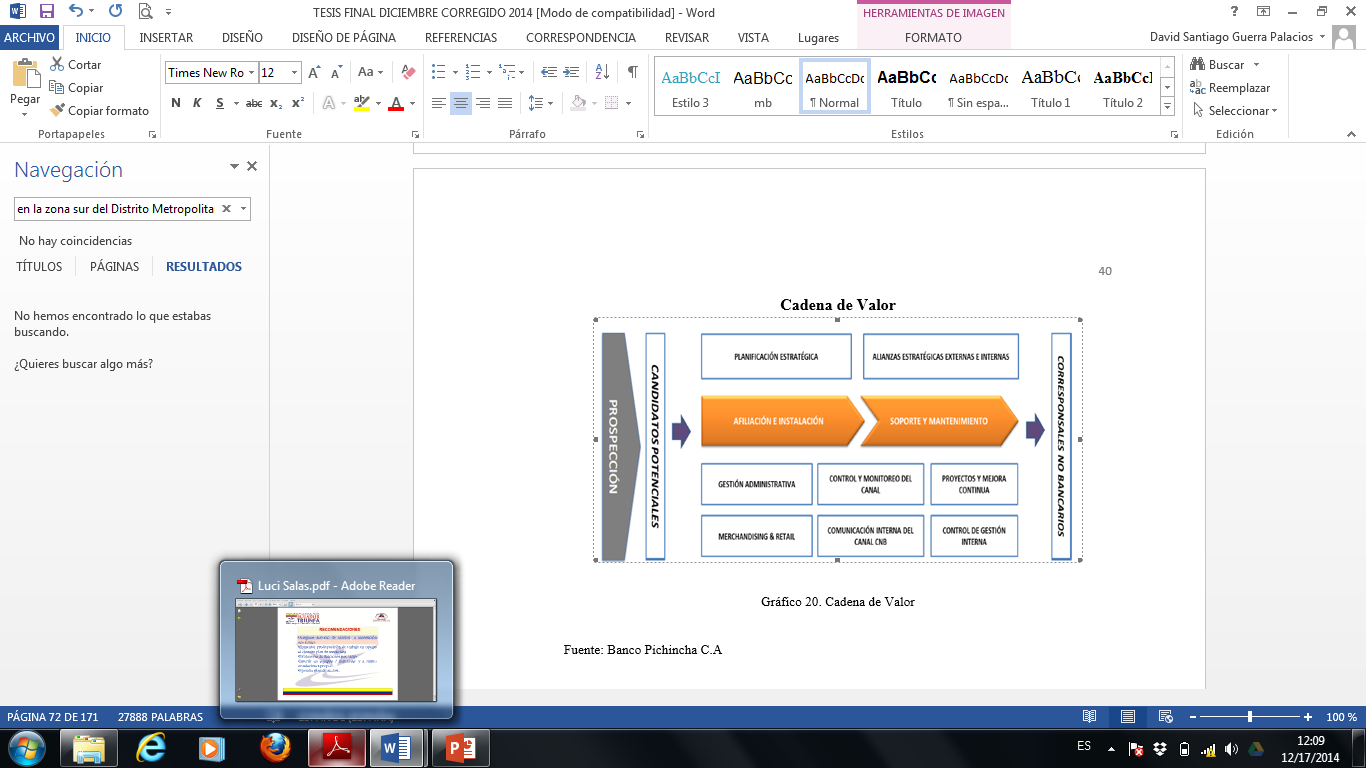 TESIS FINAL DICIEMBRE CORREGIDO 2014 [Modo de compatibilidad] - Word
HERRAMIENTAS DE IMAGEN
ARCHIVO INICIO INSERTAR DISEÑO DISEÑO DE PÁGINA REFERENCIAS CORRESPONDENCIA REVISAR VISTA Lugares FORMATO
David Santiago Guerra Palacios
Pegar
Cortar
Copiar
Copiar formato
Portapapeles
Times New Ro 12
N K S abc x₂ x²
Fuente
Párrafo
AaBbCcI AaBbCc AaBbCcDc AaBbCc AaBbCcDc AaBbC AaBbCcI
Estilo 3 mb ¶ Normal Título ¶ Sin espa... Título 1 Título 2
Estilos
Buscar
Reemplazar
Seleccionar
Edición
Navegación
en la zona sur del Distrito Metropolita
No hay coincidencias
TÍTULOS PÁGINAS RESULTADOS
No hemos encontrado lo que estabas
buscando.
¿Quieres buscar algo más?
40
Cadena de Valor
PROSPECCIÓN
CANDIDATOS POTENCIALES
PLANIFICACIÓN ESTRATÉGICA
ALIANZAS ESTRATÉGICAS EXTERNAS E INTERNAS
AFILIACIÓN E INSTALACIÓN
SOPORTE Y MANTENIMIENTO
GESTIÓN ADMINISTRATIVA
CONTROL Y MONITOREO DEL
CANAL
PROYECTOS Y MEJORA
CONTINUA
MERCHANDISING & RETAIL
COMUNICACIÓN INTERNA DEL
CANAL CNB
CONTROL DE GESTIÓN
INTERNA
CORRESPONSALES NO BANCARIOS
Gráfico 20. Cadena de Valor
Fuente: Banco Pichincha C.A
Luci Salas.pdf - Adobe Reader
TRIUNFA
RECOMENDACIONES
PÁGINA 72 DE 171 27888 PALABRAS
100 %
ES
12:09
12/17/2014